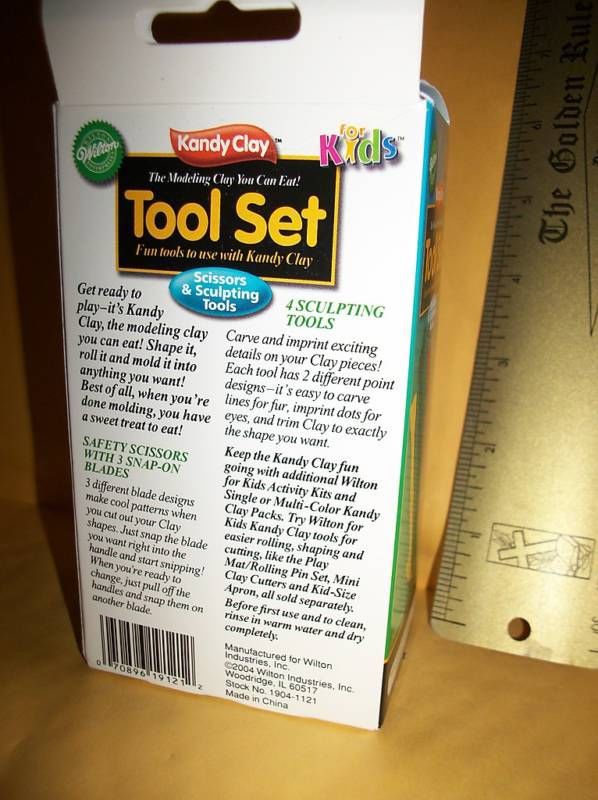 Wilton
Kandy Clay™
for
Kids™
The Modeling Clay You Can Eat!
Tool Set
Fun tools to use with Kandy Clay
Scissors
& Sculpting
Tools
Get ready to
play–it's Kandy
Clay, the modeling clay
you can eat! Shape it,
roll it and mold it into
anything you want!
Best of all, when you're
done molding, you have
a sweet treat to eat!
SAFETY SCISSORS
WITH 3 SNAP-ON
BLADES
3 different blade designs
make cool patterns when
you cut out your Clay
shapes. Just snap the blade
you want right into the
handle and start snipping!
When you're ready to
change, just pull off the
handles and snap them on
another blade.
0 70896 19121 2
4 SCULPTING
TOOLS
Carve and imprint exciting
details on your Clay pieces!
Each tool has 2 different point
designs–it's easy to carve
lines for fur, imprint dots for
eyes, and trim Clay to exactly
the shape you want.
Keep the Kandy Clay fun
going with additional Wilton
for Kids Activity Kits and
Single or Multi-Color Kandy
Clay Packs. Try Wilton for
Kids Kandy Clay tools for
easier rolling, shaping and
cutting, like the Play
Mat/Rolling Pin Set, Mini
Clay Cutters and Kid-Size
Apron, all sold separately.
Before first use and to clean,
rinse in warm water and dry
completely.
Manufactured for Wilton
Industries, Inc.
©2004 Wilton Industries, Inc.
Woodridge, IL 60517
Stock No. 1904-1121
Made in China
The Golden Rule
1
2
3
4
5
6